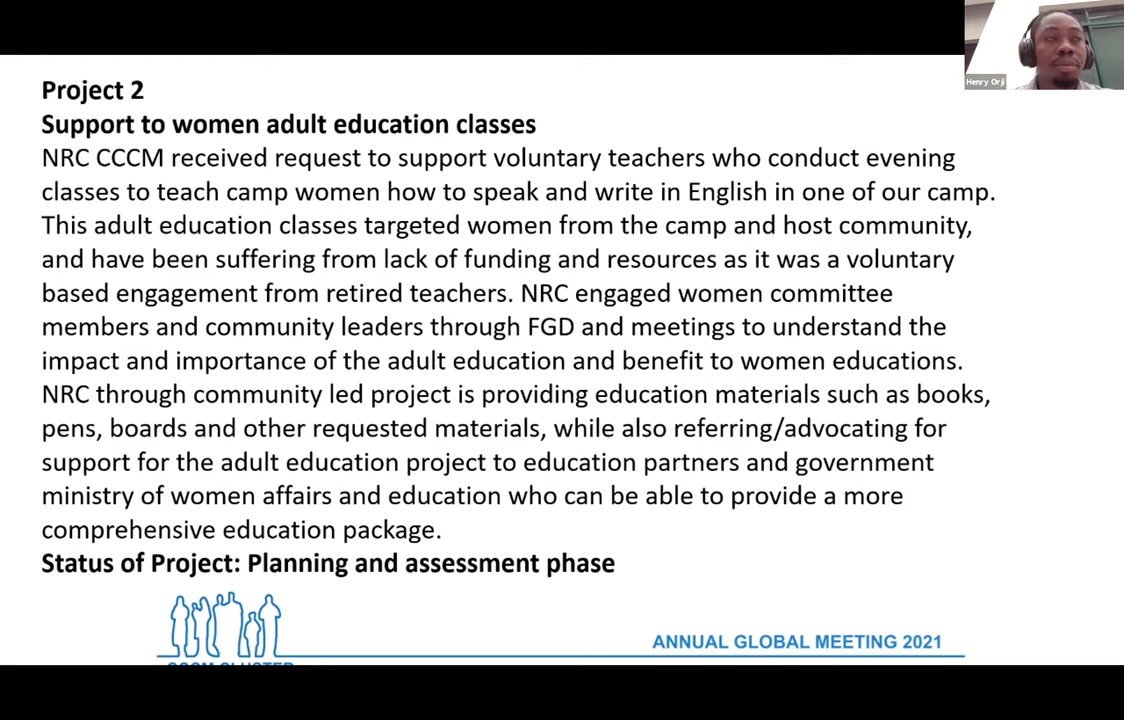 Henry Orji
Project 2
Support to women adult education classes
NRC CCCM received request to support voluntary teachers who conduct evening
classes to teach camp women how to speak and write in English in one of our camp.
This adult education classes targeted women from the camp and host community,
and have been suffering from lack of funding and resources as it was a voluntary
based engagement from retired teachers. NRC engaged women committee
members and community leaders through FGD and meetings to understand the
impact and importance of the adult education and benefit to women educations.
NRC through community led project is providing education materials such as books,
pens, boards and other requested materials, while also referring/advocating for
support for the adult education project to education partners and government
ministry of women affairs and education who can be able to provide a more
comprehensive education package.
Status of Project: Planning and assessment phase
ANNUAL GLOBAL MEETING 2021
CCCM CLUSTER